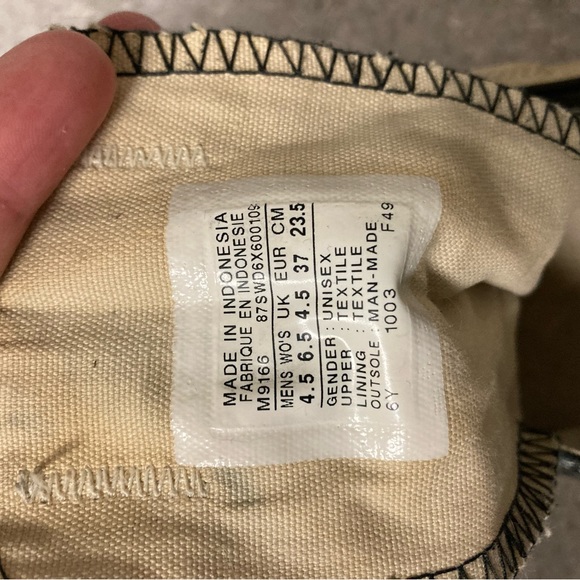 MADE IN INDONESIA
FABRIQUE EN INDONESIE
M9166 87SWD6X600109
MENS WO'S UK EUR CM
4.5 6.5 4.5 37 23.5
GENDER : UNISEX
UPPER : TEXTILE
LINING : TEXTILE
OUTSOLE : MAN-MADE
6Y 1003 F49